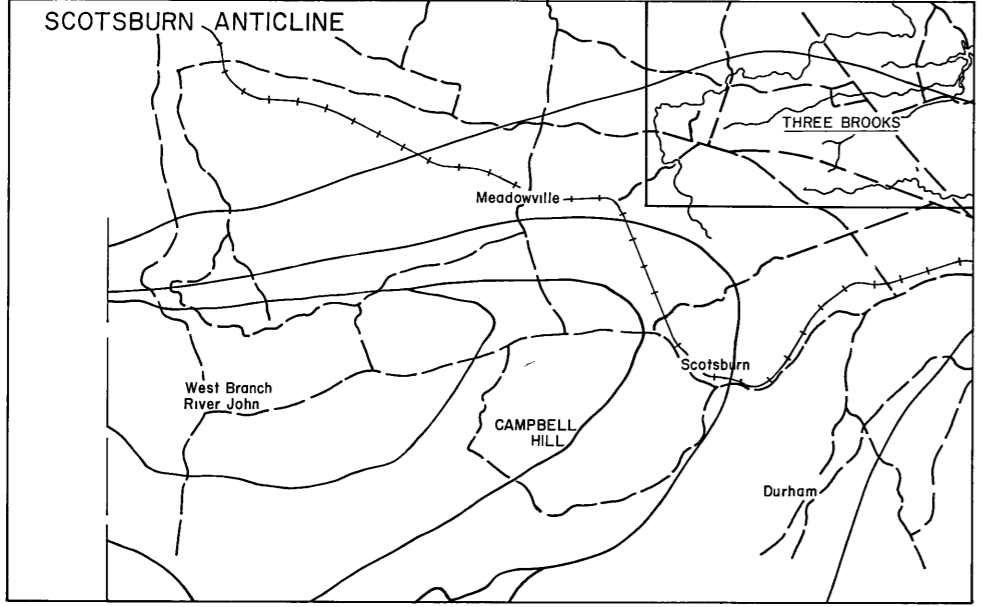 SCOTSBURN ANTICLINE
THREE BROOKS
Meadowville
Scotsburn
West Branch
River John
CAMPBELL
HILL
Durham